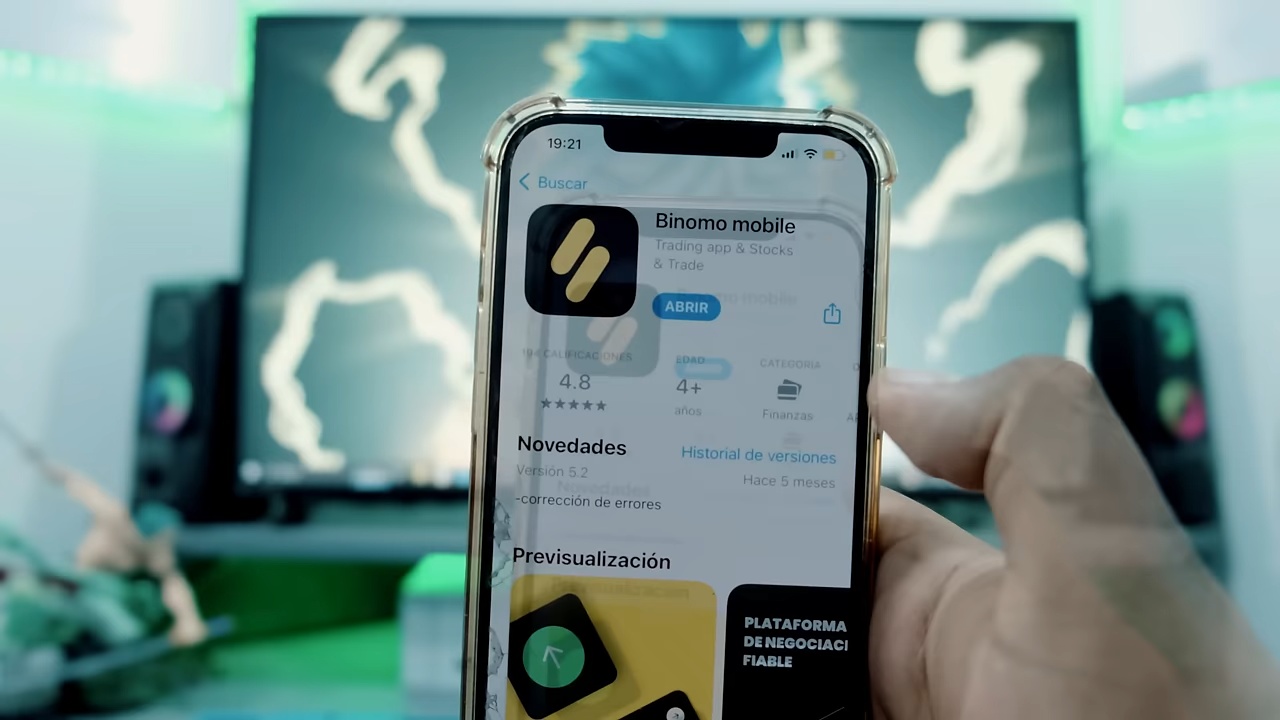 19:21
Buscar
Binomo mobile
Trading app & Stocks
& Trade
ABRIR
194 CALIFICACIONES
EDAD
CATEGORÍA
4.8
4+
años
Finanzas
Novedades
Historial de versiones
Versión 5.2
Hace 5 meses
-corrección de errores
Previsualización
PLATAFORMA
DE NEGOCIACI
FIABLE